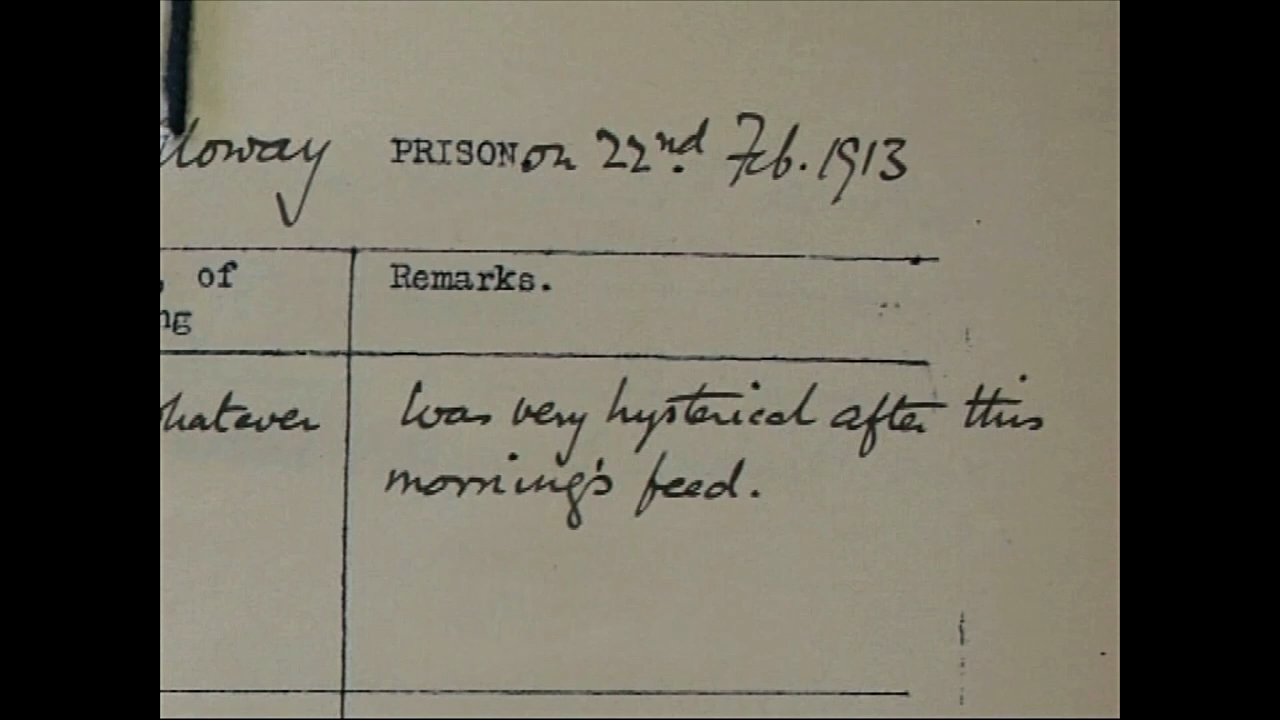 lloway PRISON on 22nd. Feb. 1913
, of
ng
Remarks.
hatever
Was very hysterical after this
morning's feed.